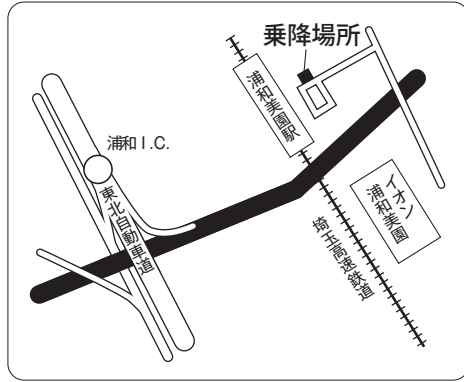 乗降場所
浦和美園駅
浦和 I.C.
東北自動車道
イオン
浦和美園
埼玉高速鉄道